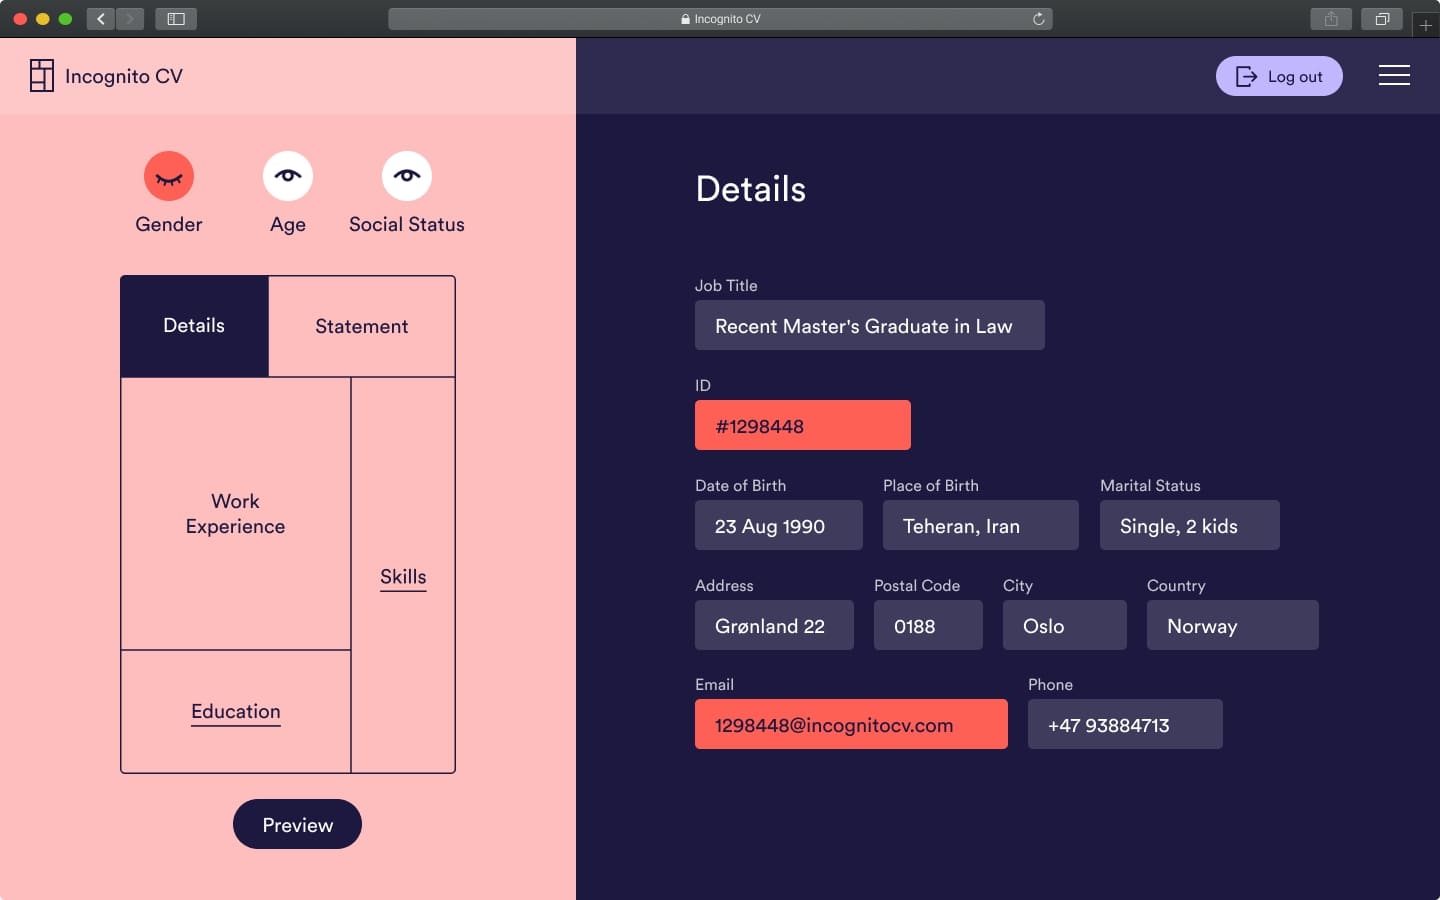 Incognito CV
Incognito CV
Log out
Gender
Age
Social Status
Details
Statement
Work
Experience
Skills
Education
Preview
Details
Job Title
Recent Master's Graduate in Law
ID
#1298448
Date of Birth
Place of Birth
Marital Status
23 Aug 1990
Teheran, Iran
Single, 2 kids
Address
Postal Code
City
Country
Grønland 22
0188
Oslo
Norway
Email
Phone
1298448@incognitocv.com
+47 93884713